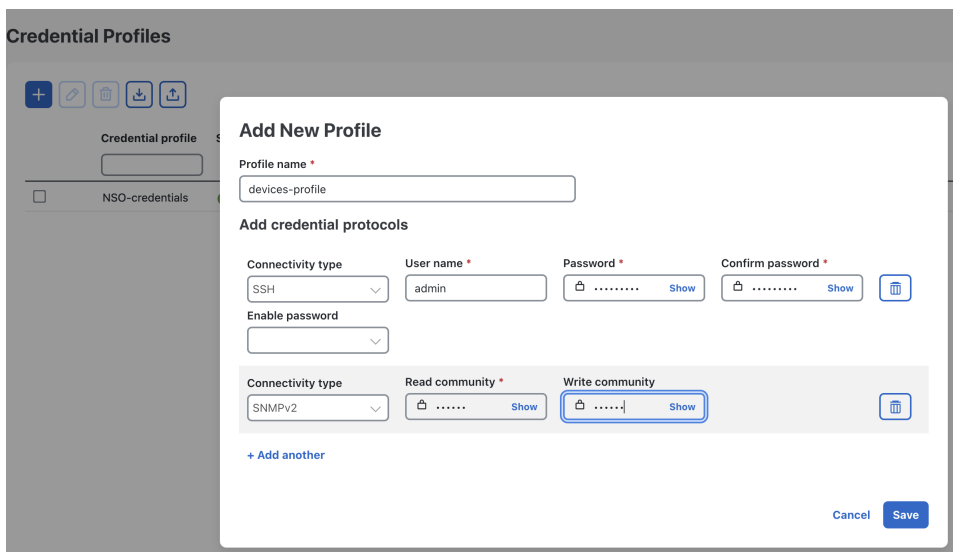 Credential Profiles
Credential profile
NSO-credentials
Add New Profile
Profile name *
devices-profile
Add credential protocols
Connectivity type User name * Password * Confirm password *
SSH admin ········· Show ········· Show
Enable password
Connectivity type Read community * Write community
SNMPv2 ······ Show ······ Show
+ Add another
Cancel Save